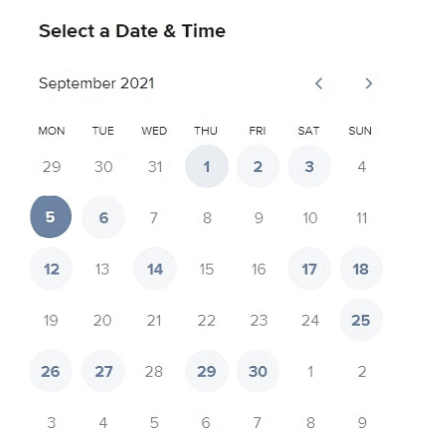 Select a Date & Time
September 2021
MON TUE WED THU FRI SAT SUN
29 30 31 1 2 3 4
5 6 7 8 9 10 11
12 13 14 15 16 17 18
19 20 21 22 23 24 25
26 27 28 29 30 1 2
3 4 5 6 7 8 9